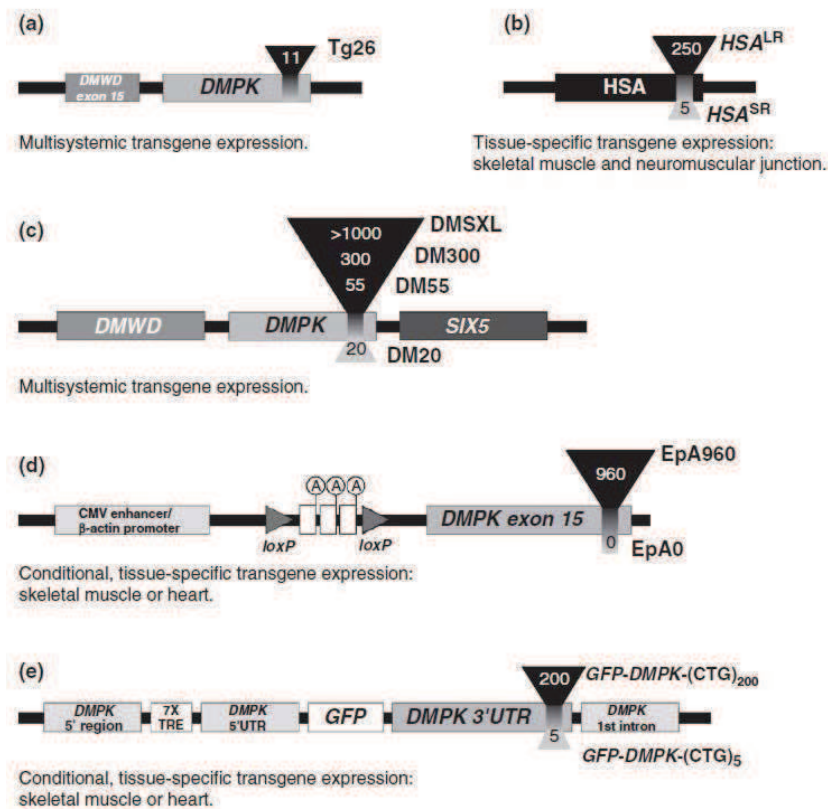 (a)
11
Tg26
DMWD
exon 15
DMPK
Multisystemic transgene expression.
(b)
250
HSA^LR
HSA
5
HSA^SR
Tissue-specific transgene expression:
skeletal muscle and neuromuscular junction.
(c)
>1000
DMSXL
300
DM300
55
DM55
DMWD
DMPK
SIX5
20
DM20
Multisystemic transgene expression.
(d)
960
EpA960
A A A
CMV enhancer/
β-actin promoter
loxP
loxP
DMPK exon 15
0
EpA0
Conditional, tissue-specific transgene expression:
skeletal muscle or heart.
(e)
200
GFP-DMPK-(CTG)₂₀₀
DMPK
5' region
7X
TRE
DMPK
5'UTR
GFP
DMPK 3'UTR
DMPK
1st intron
5
GFP-DMPK-(CTG)₅
Conditional, tissue-specific transgene expression:
skeletal muscle or heart.